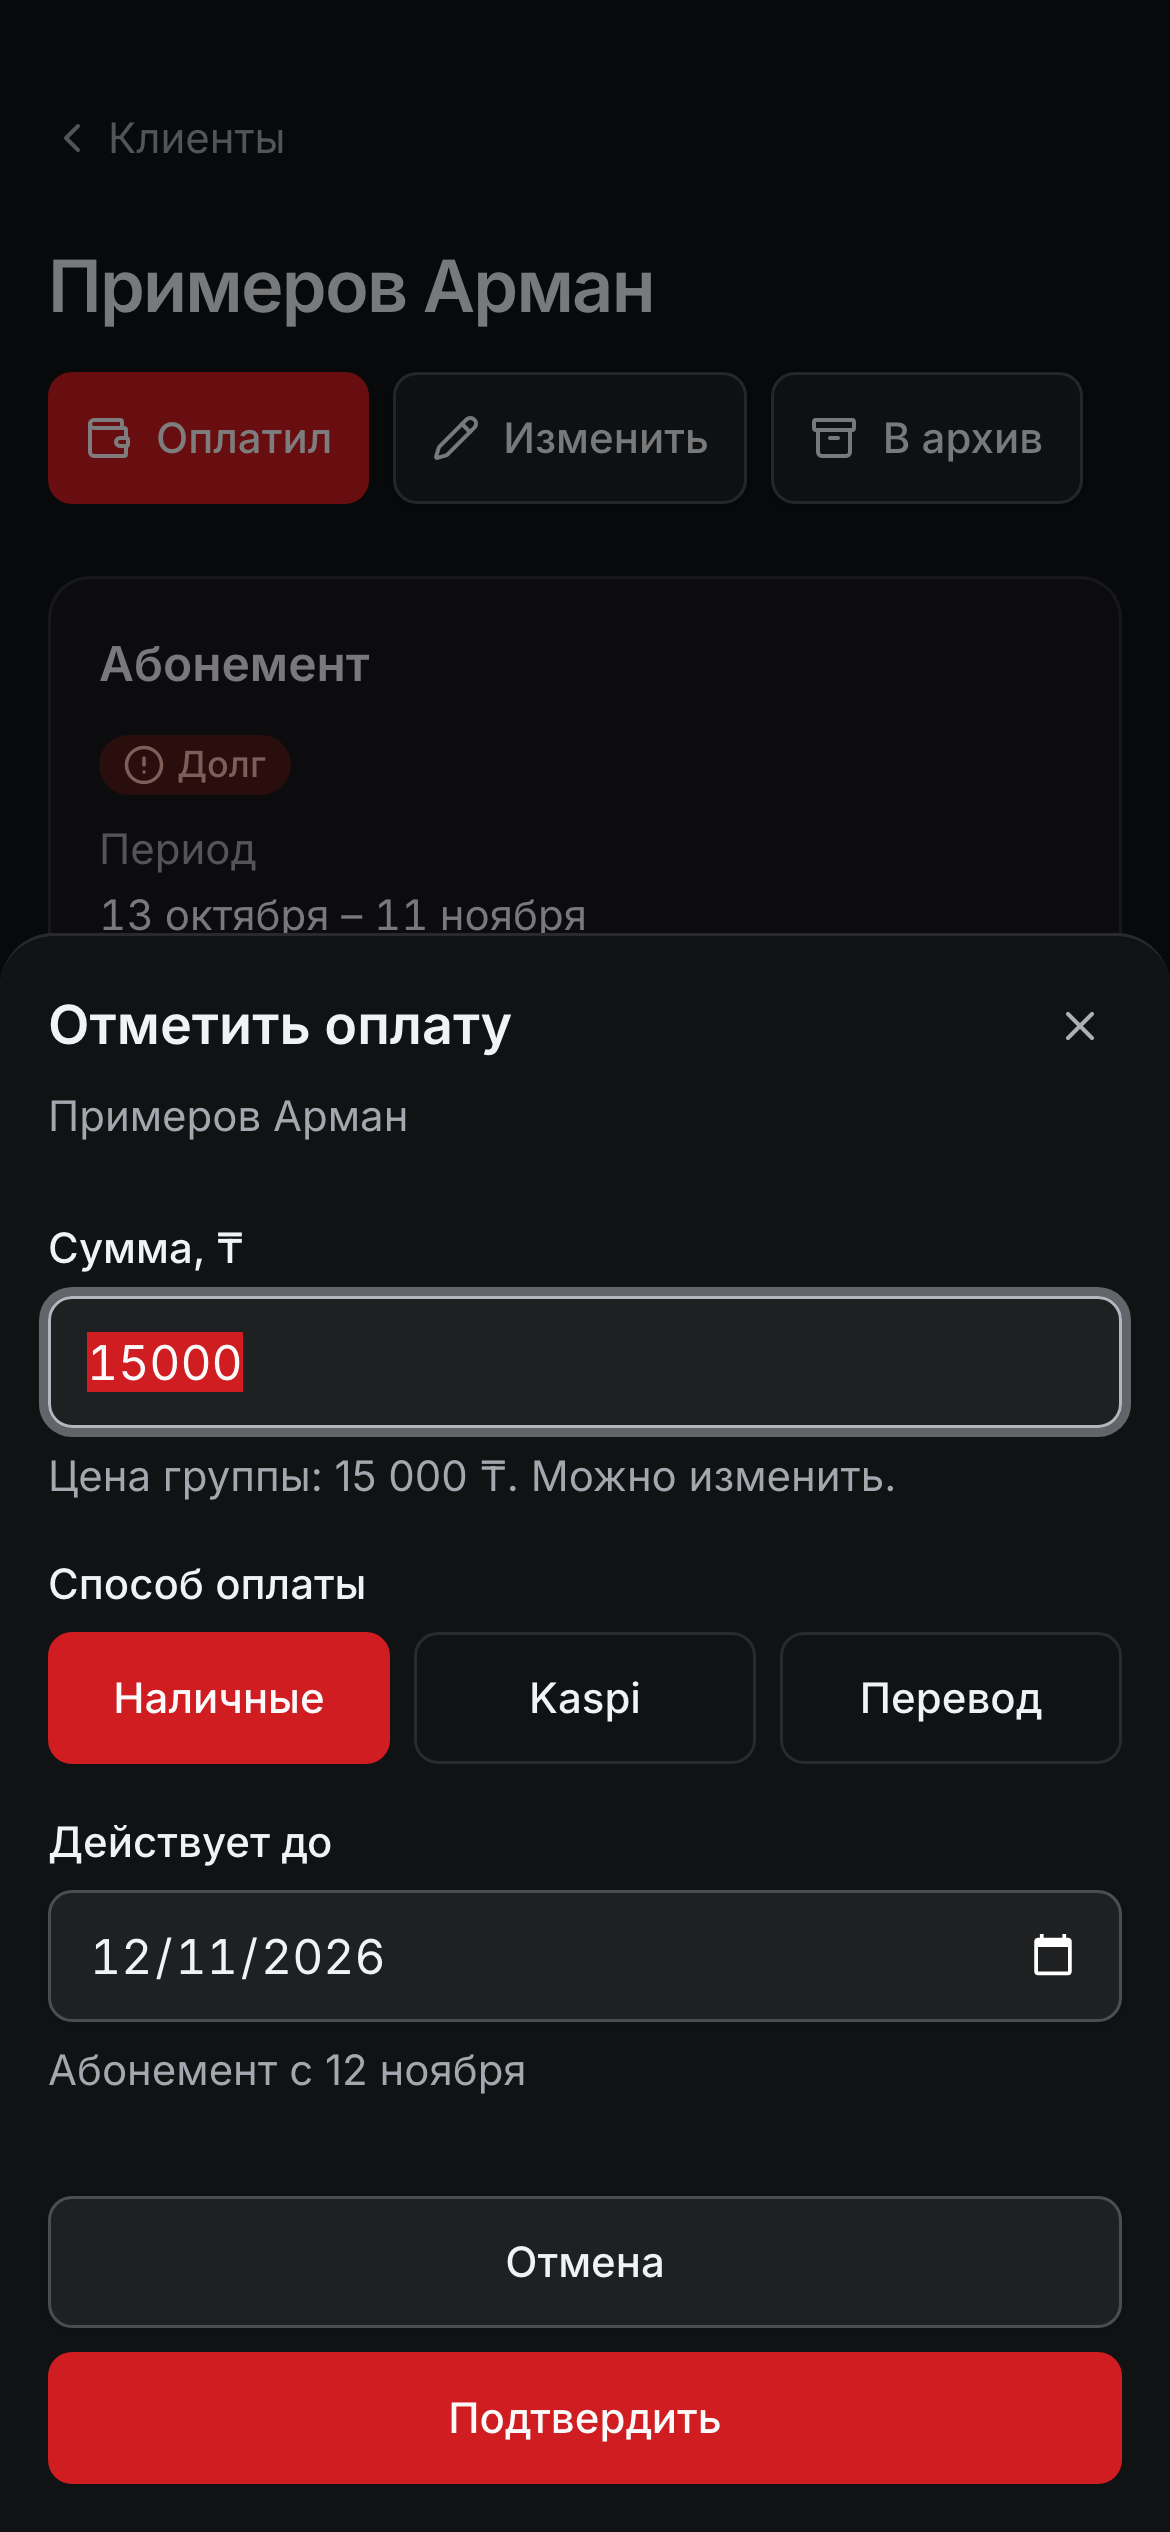 Клиенты
Примеров Арман
Оплатил
Изменить
В архив
Абонемент
Долг
Период
13 октября – 11 ноября
Отметить оплату
Примеров Арман
Сумма, ₸
15000
Цена группы: 15 000 ₸. Можно изменить.
Способ оплаты
Наличные
Kaspi
Перевод
Действует до
12/11/2026
Абонемент с 12 ноября
Отмена
Подтвердить